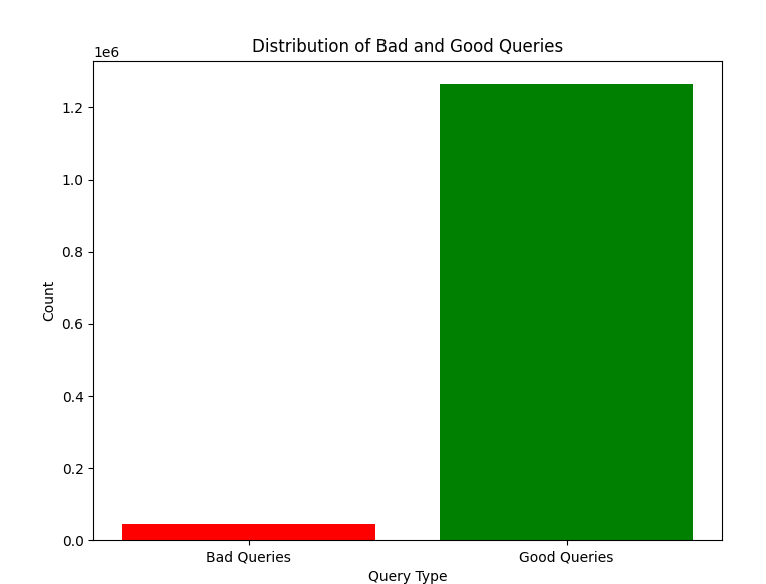 Distribution of Bad and Good Queries
1e6
1.2
1.0
0.8
0.6
0.4
0.2
0.0
Count
Bad Queries
Good Queries
Query Type